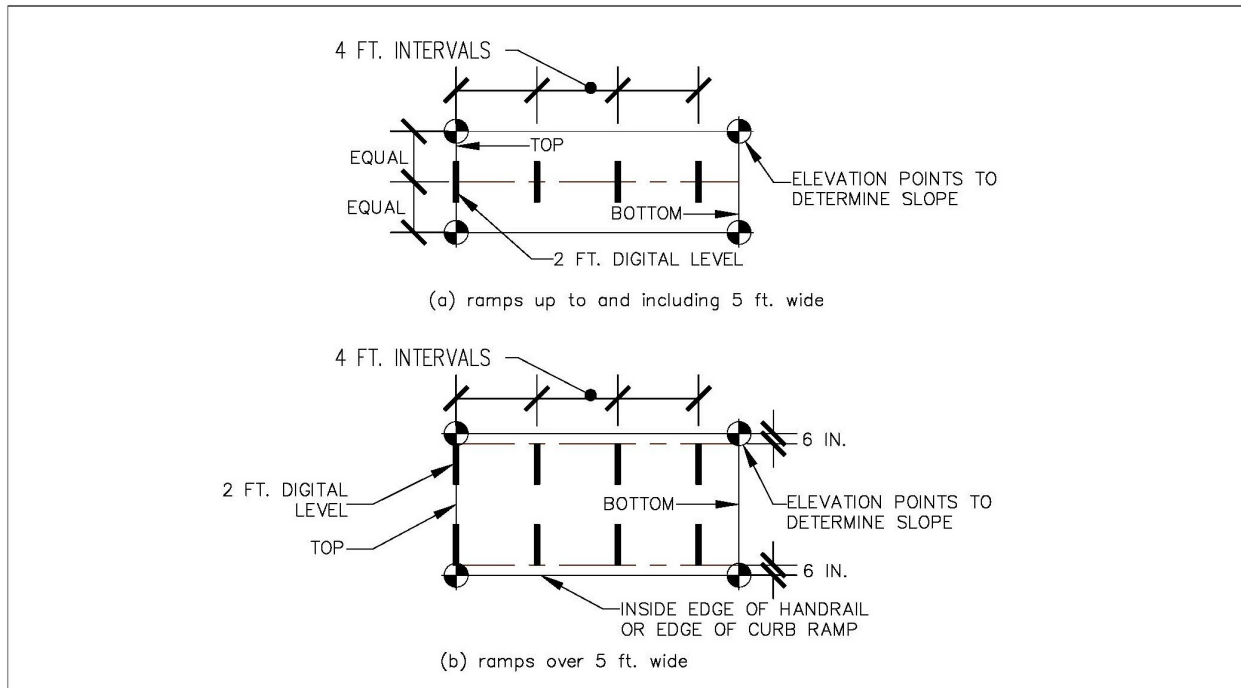 4 FT. INTERVALS
TOP
EQUAL
EQUAL
ELEVATION POINTS TO
DETERMINE SLOPE
BOTTOM
2 FT. DIGITAL LEVEL
(a) ramps up to and including 5 ft. wide
4 FT. INTERVALS
6 IN.
2 FT. DIGITAL
LEVEL
BOTTOM
ELEVATION POINTS TO
DETERMINE SLOPE
TOP
6 IN.
INSIDE EDGE OF HANDRAIL
OR EDGE OF CURB RAMP
(b) ramps over 5 ft. wide